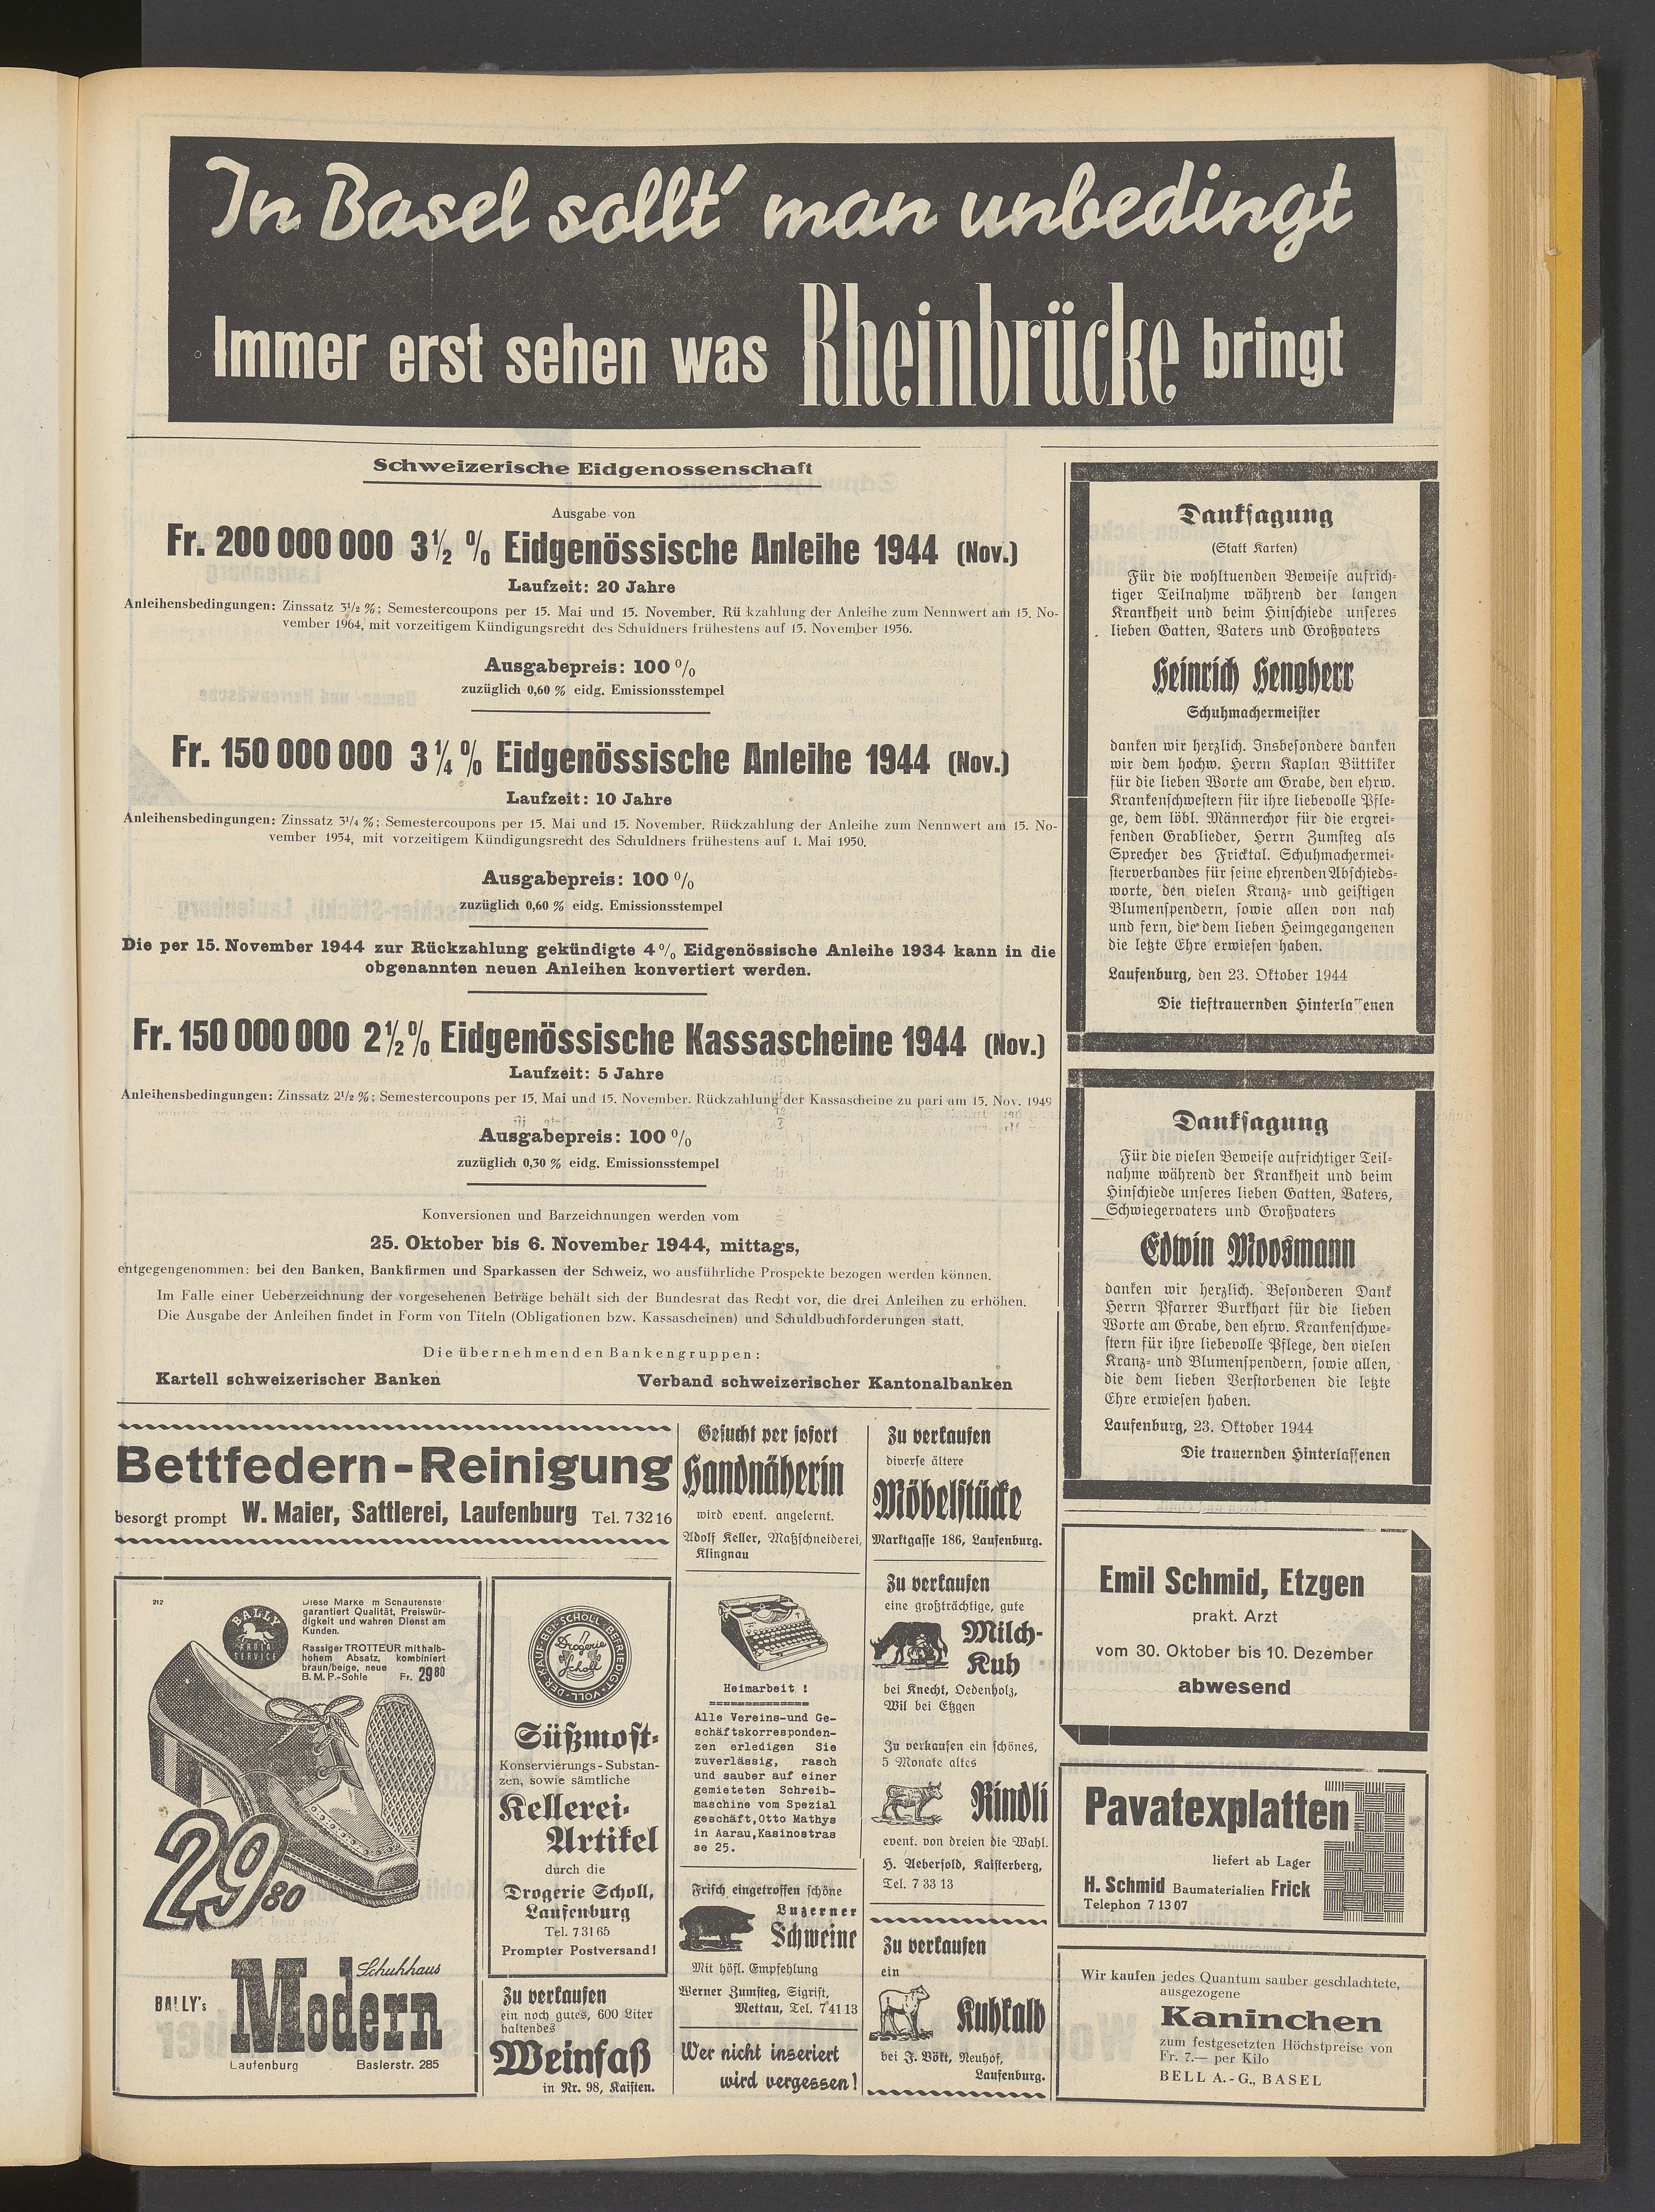 In Basel sollt' man unbedingt
Immer erst sehen was Rheinbrücke bringt
Schweizerische Eidgenossenschaft
Ausgabe von
Fr. 200 000 000 3½ % Eidgenössische Anleihe 1944 (Nov.)
Laufzeit: 20 Jahre
Anleihensbedingungen: Zinssatz 3½ %; Semestercoupons per 15. Mai und 15. November. Rü kzahlung der Anleihe zum Nennwert am 15. No-
vember 1964, mit vorzeitigem Kündigungsrecht des Schuldners frühestens auf 15. November 1956.
Ausgabepreis: 100 %
zuzüglich 0,60 % eidg. Emissionsstempel
Fr. 150 000 000 3¼ % Eidgenössische Anleihe 1944 (Nov.)
Laufzeit: 10 Jahre
Anleihensbedingungen: Zinssatz 3¼ %; Semestercoupons per 15. Mai und 15. November. Rückzahlung der Anleihe zum Nennwert am 15. No-
vember 1954, mit vorzeitigem Kündigungsrecht des Schuldners frühestens auf 1. Mai 1950.
Ausgabepreis: 100 %
zuzüglich 0,60 % eidg. Emissionsstempel
Die per 15. November 1944 zur Rückzahlung gekündigte 4 % Eidgenössische Anleihe 1934 kann in die
obgenannten neuen Anleihen konvertiert werden.
Fr. 150 000 000 2½ % Eidgenössische Kassascheine 1944 (Nov.)
Laufzeit: 5 Jahre
Anleihensbedingungen: Zinssatz 2½ %; Semestercoupons per 15. Mai und 15. November. Rückzahlung der Kassascheine zu pari am 15. Nov. 1949
Ausgabepreis: 100 %
zuzüglich 0,30 % eidg. Emissionsstempel
Konversionen und Barzeichnungen werden vom
25. Oktober bis 6. November 1944, mittags,
entgegengenommen: bei den Banken, Bankfirmen und Sparkassen der Schweiz, wo ausführliche Prospekte bezogen werden können.
Im Falle einer Ueberzeichnung der vorgesehenen Beträge behält sich der Bundesrat das Recht vor, die drei Anleihen zu erhöhen.
Die Ausgabe der Anleihen findet in Form von Titeln (Obligationen bzw. Kassascheinen) und Schuldbuchforderungen statt.
Die übernehmenden Bankengruppen:
Kartell schweizerischer Banken Verband schweizerischer Kantonalbanken
Danksagung
(Statt Karten)
Für die wohltuenden Beweise aufrich-
tiger Teilnahme während der langen
Krankheit und beim Hinschiede unseres
lieben Gatten, Vaters und Großvaters
Heinrich Hengherr
Schuhmachermeister
danken wir herzlich. Insbesondere danken
wir dem hochw. Herrn Kaplan Büttiker
für die lieben Worte am Grabe, den ehrw.
Krankenschwestern für ihre liebevolle Pfle-
ge, dem löbl. Männerchor für die ergrei-
fenden Grablieder, Herrn Zumsteg als
Sprecher des Fricktal. Schuhmachermei-
sterverbandes für seine ehrenden Abschieds-
worte, den vielen Kranz- und geistigen
Blumenspendern, sowie allen von nah
und fern, die dem lieben Heimgegangenen
die letzte Ehre erwiesen haben.
Laufenburg, den 23. Oktober 1944
Die tieftrauernden Hinterla enen
Danksagung
Für die vielen Beweise aufrichtiger Teil-
nahme während der Krankheit und beim
Hinschiede unseres lieben Gatten, Vaters,
Schwiegervaters und Großvaters
Edwin Moosmann
danken wir herzlich. Besonderen Dank
Herrn Pfarrer Burkhart für die lieben
Worte am Grabe, den ehrw. Krankenschwe-
stern für ihre liebevolle Pflege, den vielen
Kranz- und Blumenspendern, sowie allen,
die dem lieben Verstorbenen die letzte
Ehre erwiesen haben.
Laufenburg, 23. Oktober 1944
Die trauernden Hinterlassenen
Bettfedern-Reinigung
besorgt prompt W. Maier, Sattlerei, Laufenburg Tel. 7 32 16
212
BALLY
AROLA
SERVICE
Diese Marke m Schaufenste
garantiert Qualität, Preiswür-
digkeit und wahren Dienst am
Kunden.
Rassiger TROTTEUR mit halb-
hohem Absatz, kombiniert
braun/beige, neue
B.M.P.-Sohle Fr. 29 80
29 80
BALLY's Schuhhaus
Modern
Laufenburg Baslerstr. 285
DER KAUF BEI SCHOLL BEFRIEDIGT VOLL
Drogerie
Scholl
Süßmost-
Konservierungs-Substan-
zen, sowie sämtliche
Kellerei-
Artikel
durch die
Drogerie Scholl,
Laufenburg
Tel. 7 31 65
Prompter Postversand!
Zu verkaufen
ein noch gutes, 600 Liter
haltendes
Weinfaß
in Nr. 98, Kaisten.
Gesucht per sofort
Handnäherin
wird event. angelernt.
Adolf Keller, Maßschneiderei,
Klingnau
Heimarbeit !
Alle Vereins-und Ge-
schäftskorresponden-
zen erledigen Sie
zuverlässig, rasch
und sauber auf einer
gemieteten Schreib-
maschine vom Spezial
geschäft,Otto Mathys
in Aarau,Kasinostras
se 25.
Frisch eingetroffen schöne
Luzerner
Schweine
Mit höfl. Empfehlung
Werner Zumsteg, Sigrist,
Mettau, Tel. 7 41 13
Wer nicht inseriert
wird vergessen!
Zu verkaufen
diverse ältere
Möbelstücke
Marktgasse 186, Laufenburg.
Zu verkaufen
eine großträchtige, gute
Milch-
Kuh
bei Knecht, Oedenholz,
Wil bei Etzgen
Zu verkaufen ein schönes,
5 Monate altes
Rindli
event. von dreien die Wahl.
H. Aebersold, Kaisterberg,
Tel. 7 33 13
Zu verkaufen
ein
Kuhkalb
bei J. Völt, Neuhof,
Laufenburg.
Emil Schmid, Etzgen
prakt. Arzt
vom 30. Oktober bis 10. Dezember
abwesend
Pavatexplatten
liefert ab Lager
H. Schmid Baumaterialien Frick
Telephon 7 13 07
Wir kaufen jedes Quantum sauber geschlachtete,
ausgezogene
Kaninchen
zum festgesetzten Höchstpreise von
Fr. 7.— per Kilo
BELL A.-G., BASEL